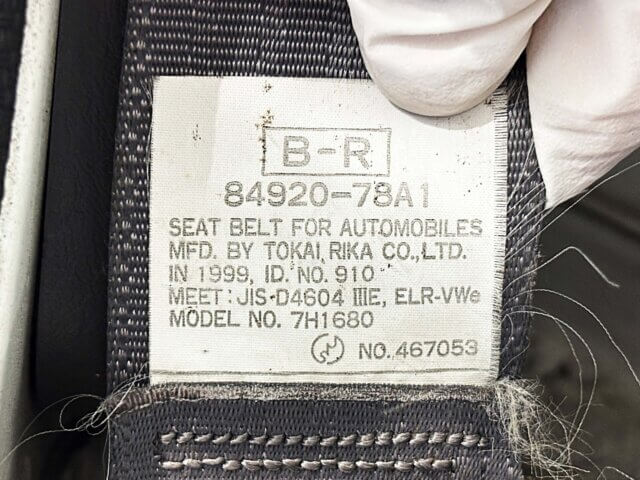 B-R
84920-78A1
SEAT BELT FOR AUTOMOBILES
MFD. BY TOKAI RIKA CO., LTD.
IN 1999, ID. NO. 910
MEET: JIS-D4604 IIIE, ELR-VWe
MODEL NO. 7H1680
NO. 467053